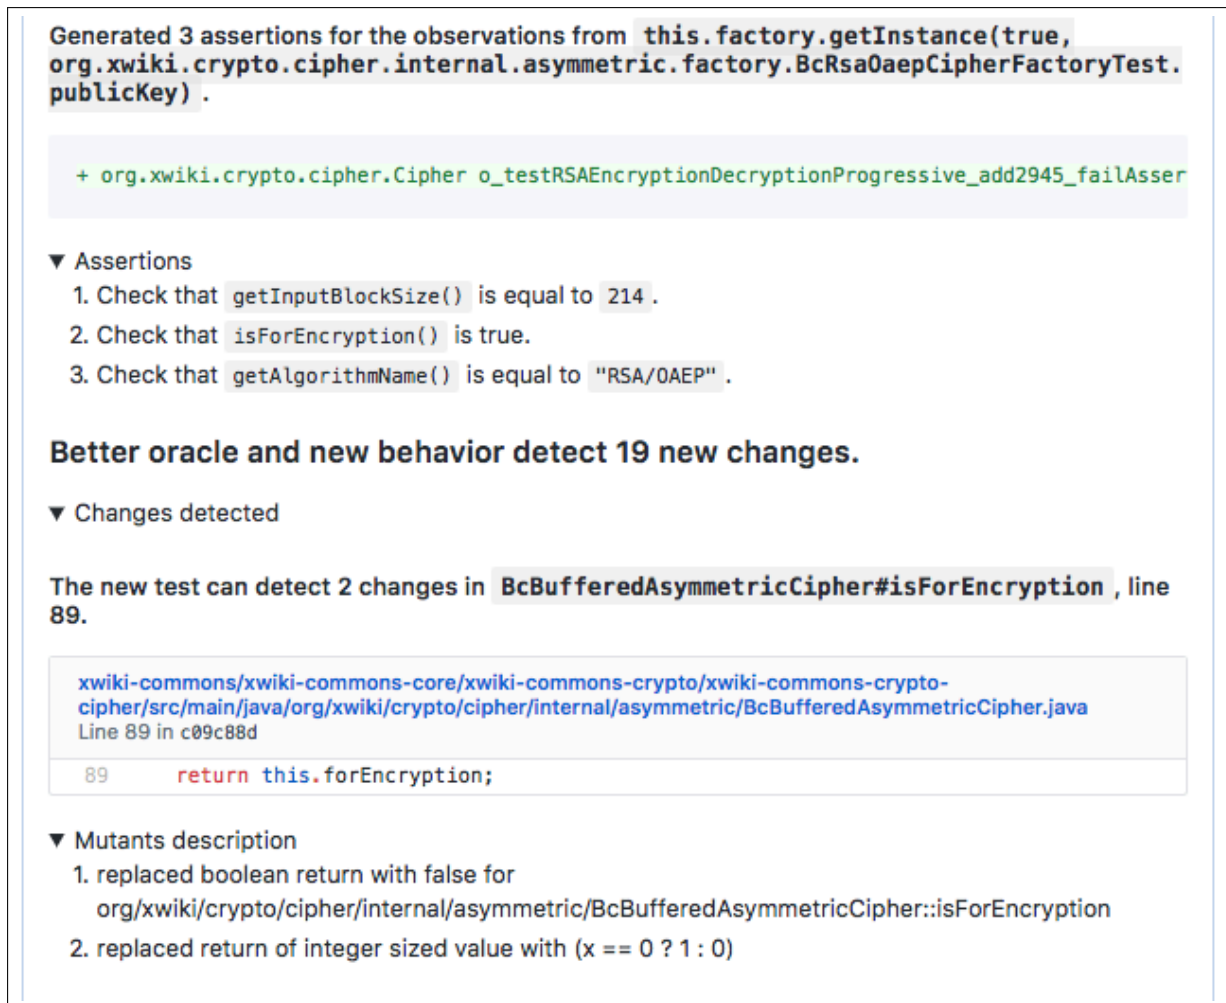 Generated 3 assertions for the observations from this.factory.getInstance(true,
org.xwiki.crypto.cipher.internal.asymmetric.factory.BcRsaOaepCipherFactoryTest.
publicKey) .
+ org.xwiki.crypto.cipher.Cipher o_testRSAEncryptionDecryptionProgressive_add2945_failAsser
▼ Assertions
1. Check that getInputBlockSize() is equal to 214 .
2. Check that isForEncryption() is true.
3. Check that getAlgorithmName() is equal to "RSA/OAEP" .
Better oracle and new behavior detect 19 new changes.
▼ Changes detected
The new test can detect 2 changes in BcBufferedAsymmetricCipher#isForEncryption , line
89.
xwiki-commons/xwiki-commons-core/xwiki-commons-crypto/xwiki-commons-crypto-
cipher/src/main/java/org/xwiki/crypto/cipher/internal/asymmetric/BcBufferedAsymmetricCipher.java
Line 89 in c09c88d
89 return this.forEncryption;
▼ Mutants description
1. replaced boolean return with false for
org/xwiki/crypto/cipher/internal/asymmetric/BcBufferedAsymmetricCipher::isForEncryption
2. replaced return of integer sized value with (x == 0 ? 1 : 0)